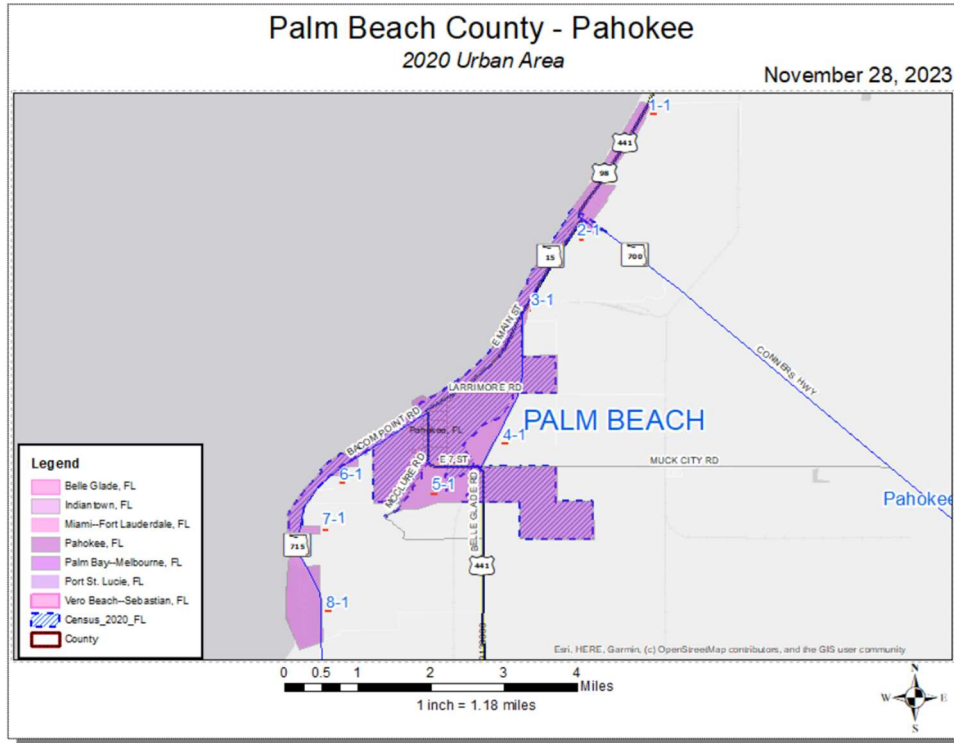 Palm Beach County - Pahokee
2020 Urban Area
November 28, 2023
1-1
441
98
2-1
15
700
3-1
E MAIN ST
CONNERS HWY
LARRIMORE RD
BACOM POINT RD
PALM BEACH
Pahokee, FL
4-1
E 7 ST
MUCK CITY RD
MCCLURE RD
6-1
5-1
BELLE GLADE RD
Pahokee
7-1
715
441
8-1
Legend
Belle Glade, FL
Indiantown, FL
Miami--Fort Lauderdale, FL
Pahokee, FL
Palm Bay--Melbourne, FL
Port St. Lucie, FL
Vero Beach--Sebastian, FL
Census_2020_FL
County
Esri, HERE, Garmin, (c) OpenStreetMap contributors, and the GIS user community
0 0.5 1 2 3 4
Miles
1 inch = 1.18 miles
N
W E
S